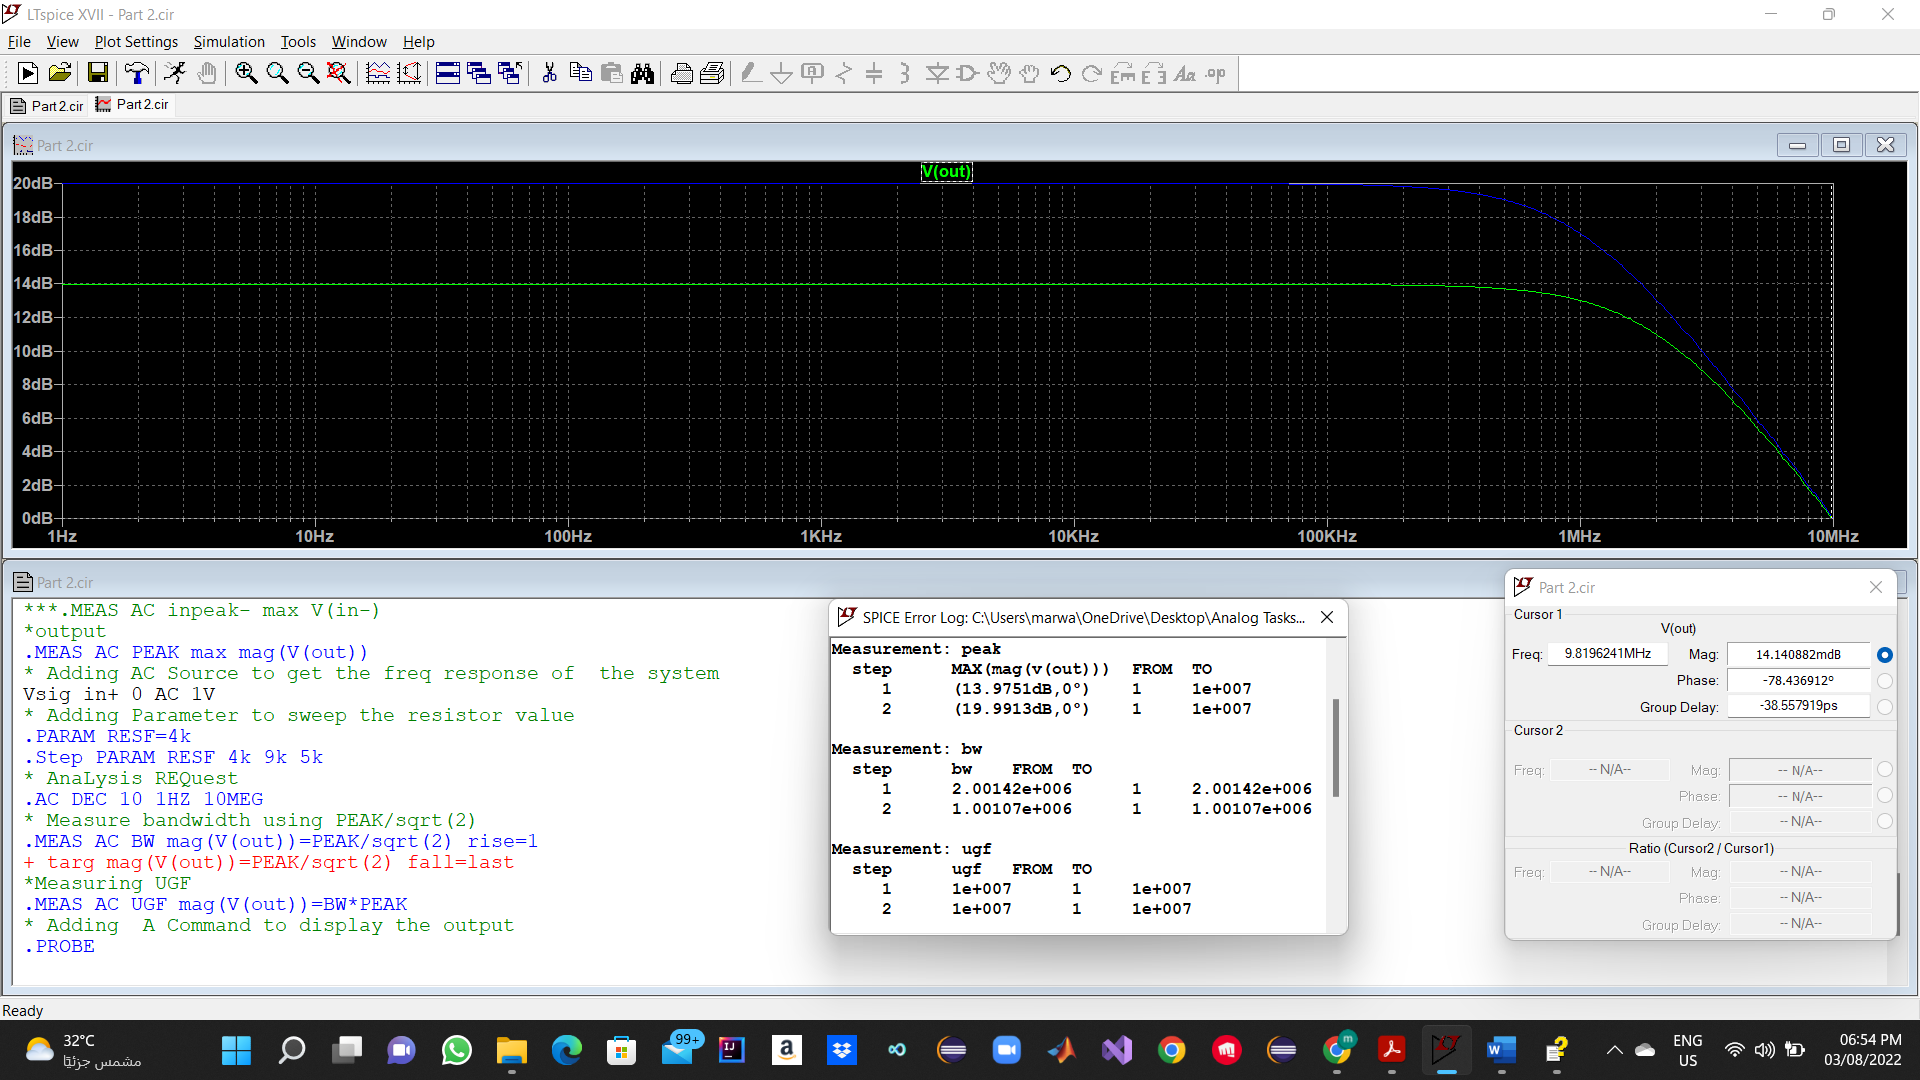 LTspice XVII - Part 2.cir
File View Plot Settings Simulation Tools Window Help
Part2.cir Part2.cir
Part 2.cir
V(out)
20dB
18dB
16dB
14dB
12dB
10dB
8dB
6dB
4dB
2dB
0dB
1Hz 10Hz 100Hz 1KHz 10KHz 100KHz 1MHz 10MHz
Part 2.cir
***.MEAS AC inpeak- max V(in-)
*output
.MEAS AC PEAK max mag(V(out))
* Adding AC Source to get the freq response of  the system
Vsig in+ 0 AC 1V
* Adding Parameter to sweep the resistor value
.PARAM RESF=4k
.Step PARAM RESF 4k 9k 5k
* AnaLysis REQuest
.AC DEC 10 1HZ 10MEG
* Measure bandwidth using PEAK/sqrt(2)
.MEAS AC BW mag(V(out))=PEAK/sqrt(2) rise=1
+ targ mag(V(out))=PEAK/sqrt(2) fall=last
*Measuring UGF
.MEAS AC UGF mag(V(out))=BW*PEAK
* Adding  A Command to display the output
.PROBE
SPICE Error Log: C:\Users\marwa\OneDrive\Desktop\Analog Tasks...
Measurement: peak
step MAX(mag(v(out))) FROM TO
1 (13.9751dB,0°) 1 1e+007
2 (19.9913dB,0°) 1 1e+007
Measurement: bw
step bw FROM TO
1 2.00142e+006 1 2.00142e+006
2 1.00107e+006 1 1.00107e+006
Measurement: ugf
step ugf FROM TO
1 1e+007 1 1e+007
2 1e+007 1 1e+007
Part 2.cir
Cursor 1
V(out)
Freq: 9.8196241MHz Mag: 14.140882mdB
Phase: -78.436912º
Group Delay: -38.557919ps
Cursor 2
Freq: -- N/A-- Mag: -- N/A--
Phase: -- N/A--
Group Delay: -- N/A--
Ratio (Cursor2 / Cursor1)
Freq: -- N/A-- Mag: -- N/A--
Phase: -- N/A--
Group Delay: -- N/A--
Ready
32°C
مشمس جزئيًا
99+
ENG
US
06:54 PM
03/08/2022